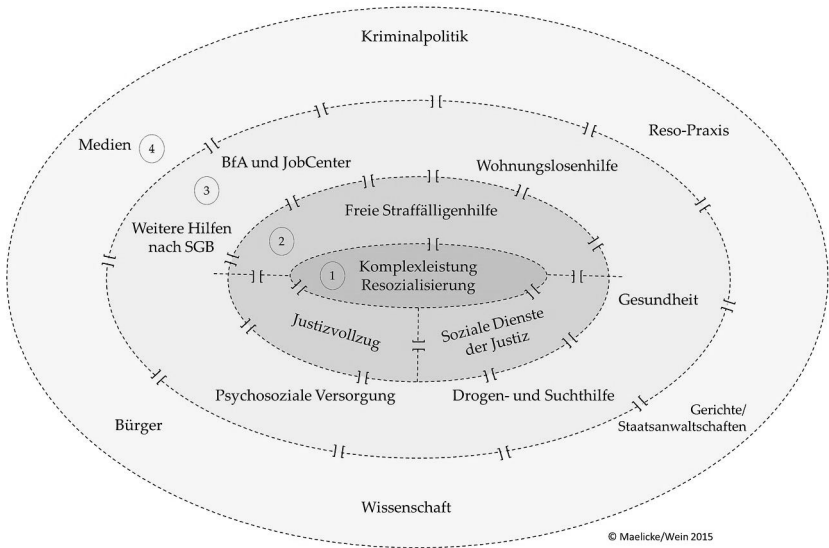 Kriminalpolitik
Medien
4
Reso-Praxis
BfA und JobCenter
Wohnungslosenhilfe
3
Freie Straffälligenhilfe
Weitere Hilfen
nach SGB
2
1
Komplexleistung
Resozialisierung
Gesundheit
Justizvollzug
Soziale Dienste
der Justiz
Psychosoziale Versorgung
Drogen- und Suchthilfe
Bürger
Gerichte/
Staatsanwaltschaften
Wissenschaft
© Maelicke/Wein 2015